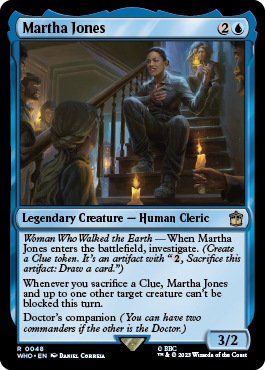 Martha Jones 2
Legendary Creature — Human Cleric
Woman Who Walked the Earth — When Martha
Jones enters the battlefield, investigate. (Create
a Clue token. It's an artifact with "2, Sacrifice this
artifact: Draw a card.")
Whenever you sacrifice a Clue, Martha Jones
and up to one other target creature can't be
blocked this turn.
Doctor's companion (You can have two
commanders if the other is the Doctor.)
3/2
R 0048
WHO • EN Daniel Correia
© BBC
™ & © 2023 Wizards of the Coast